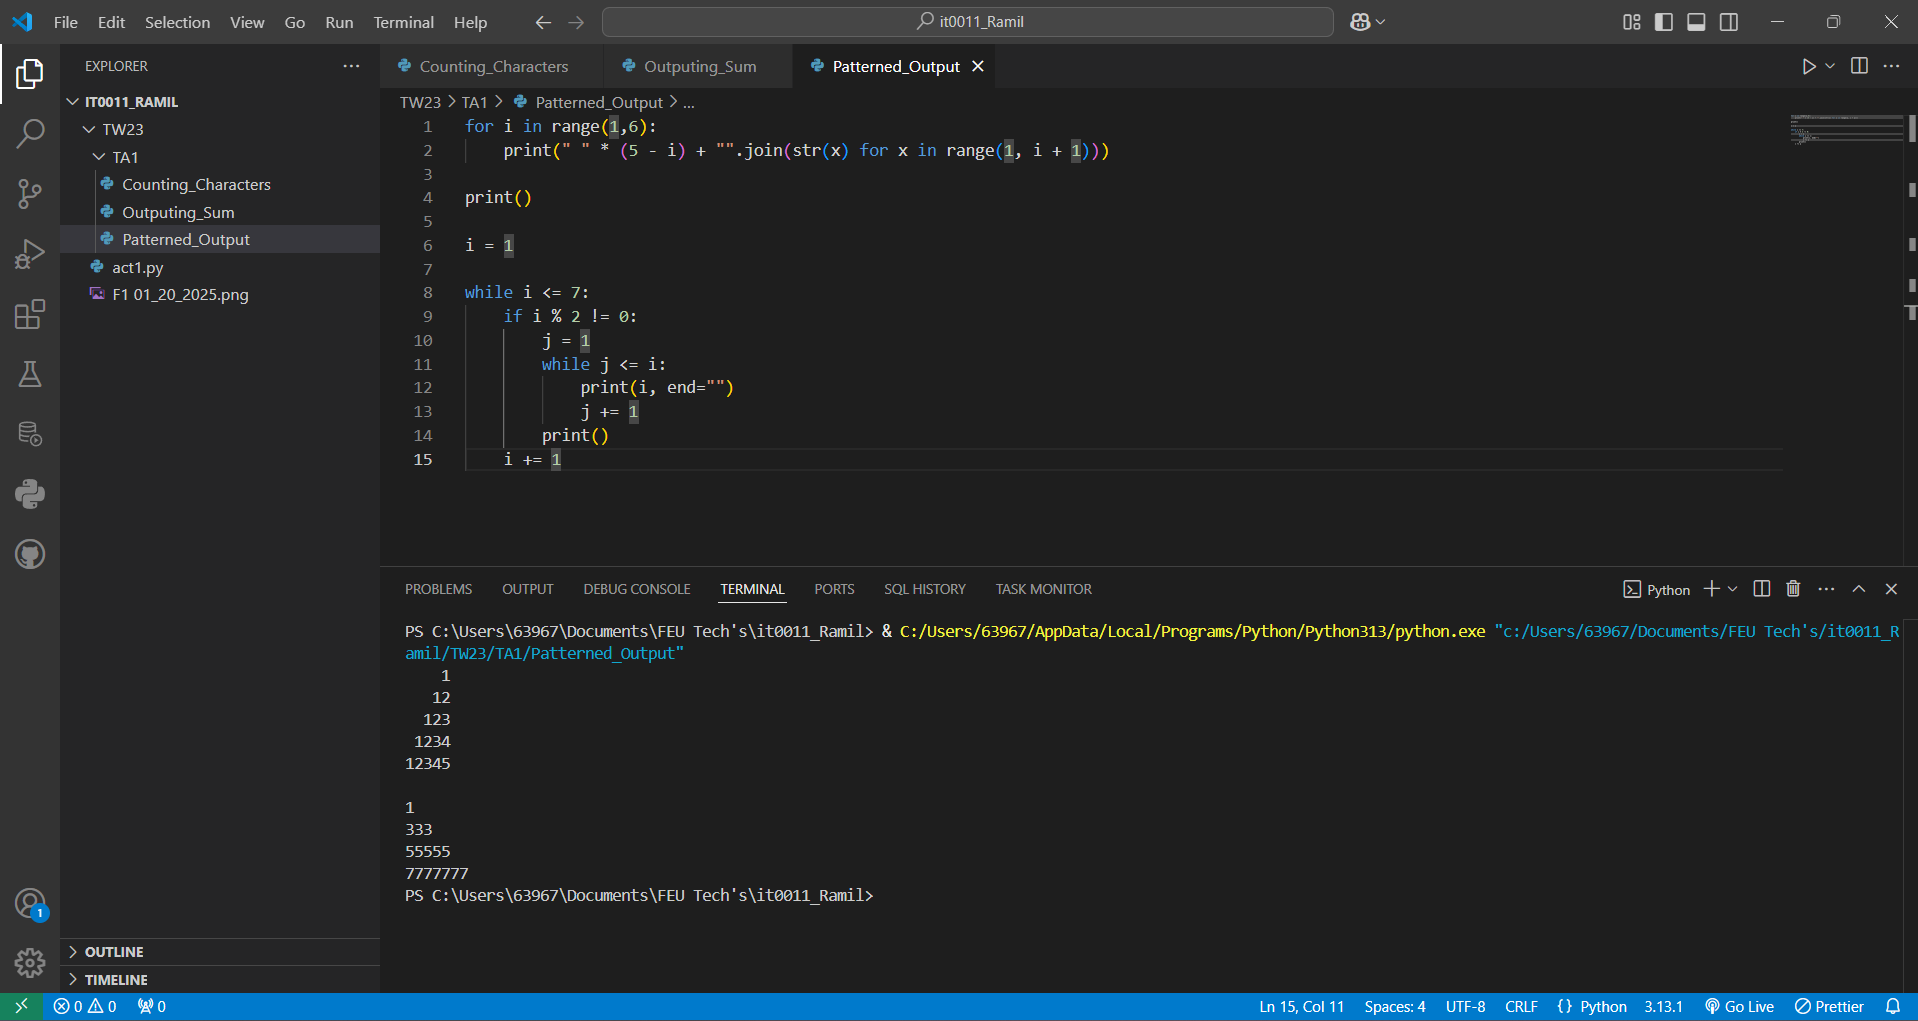 File Edit Selection View Go Run Terminal Help
it0011_Ramil
EXPLORER
IT0011_RAMIL
TW23
TA1
Counting_Characters
Outputing_Sum
Patterned_Output
act1.py
F1 01_20_2025.png
OUTLINE
TIMELINE
1
Counting_Characters Outputing_Sum Patterned_Output
TW23 > TA1 > Patterned_Output > ...
1 for i in range(1,6):
2     print(" " * (5 - i) + "".join(str(x) for x in range(1, i + 1)))
3
4 print()
5
6 i = 1
7
8 while i <= 7:
9     if i % 2 != 0:
10         j = 1
11         while j <= i:
12             print(i, end="")
13             j += 1
14         print()
15     i += 1
PROBLEMS OUTPUT DEBUG CONSOLE TERMINAL PORTS SQL HISTORY TASK MONITOR
Python
PS C:\Users\63967\Documents\FEU Tech's\it0011_Ramil> & C:/Users/63967/AppData/Local/Programs/Python/Python313/python.exe "c:/Users/63967/Documents/FEU Tech's/it0011_R
amil/TW23/TA1/Patterned_Output"
    1
   12
  123
 1234
12345
1
333
55555
7777777
PS C:\Users\63967\Documents\FEU Tech's\it0011_Ramil>
0 0 0
Ln 15, Col 11 Spaces: 4 UTF-8 CRLF {} Python 3.13.1 Go Live Prettier